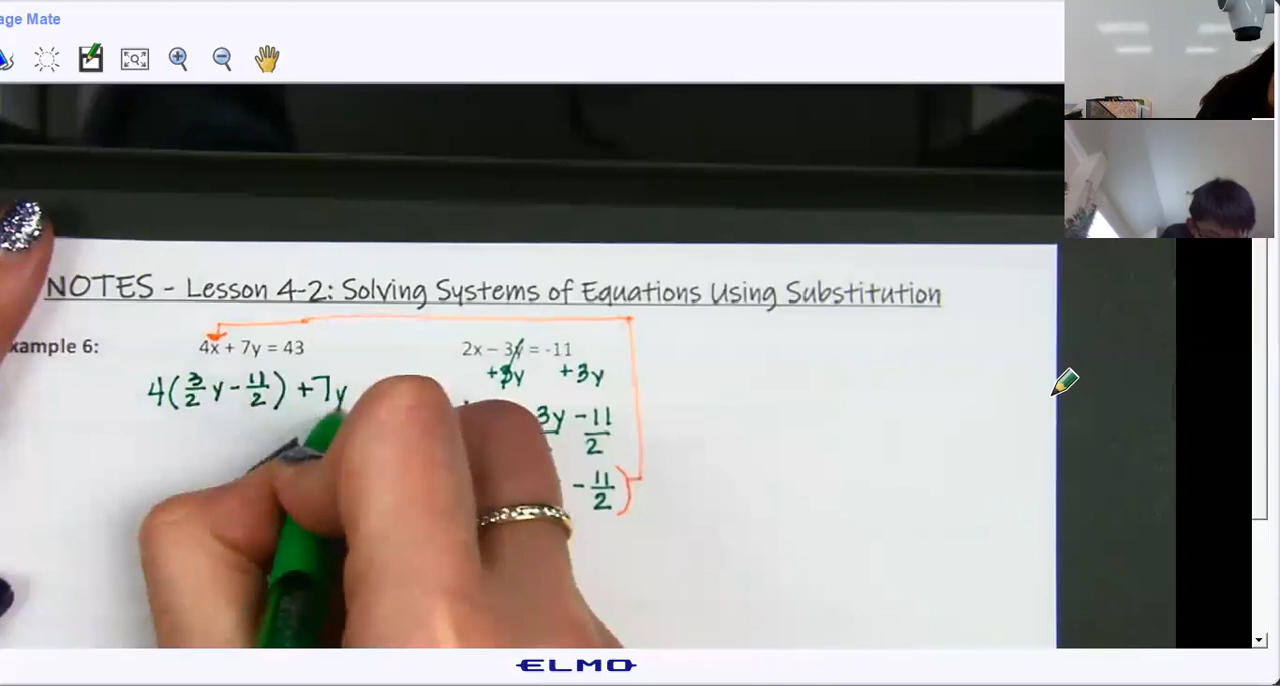 age Mate
NOTES - Lesson 4-2: Solving Systems of Equations Using Substitution
xample 6:
4x + 7y = 43
2x – 3y = -11
+3y +3y
4(3/2 y - 11/2) + 7y
3y - 11
2
- 11/2
ELMO